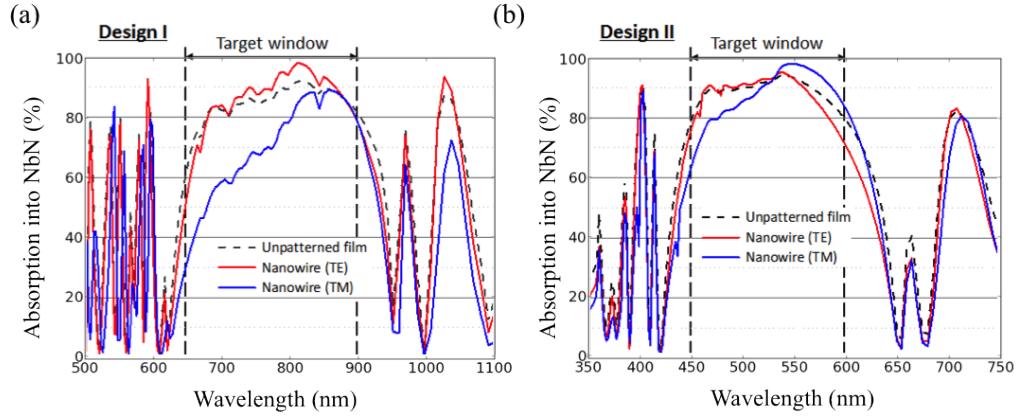 (a)
Design I
Target window
100
80
60
40
20
0
500
600
700
800
900
1000
1100
Absorption into NbN (%)
Wavelength (nm)
Unpatterned film
Nanowire (TE)
Nanowire (TM)
(b)
Design II
Target window
100
80
60
40
20
0
350
400
450
500
550
600
650
700
750
Absorption into NbN (%)
Wavelength (nm)
Unpatterned film
Nanowire (TE)
Nanowire (TM)